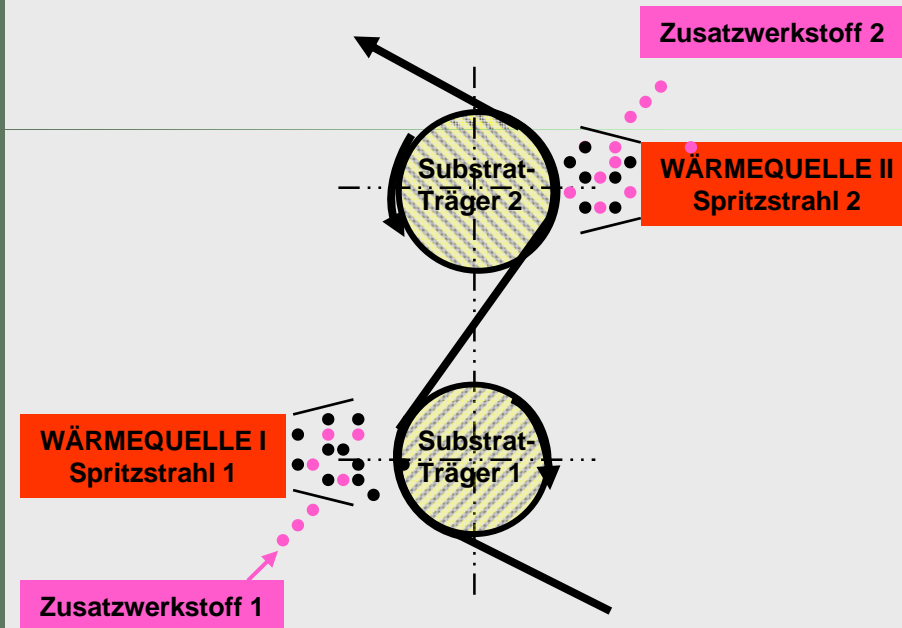 Zusatzwerkstoff 2
Substrat-
Träger 2
WÄRMEQUELLE II
Spritzstrahl 2
WÄRMEQUELLE I
Spritzstrahl 1
Substrat-
Träger 1
Zusatzwerkstoff 1